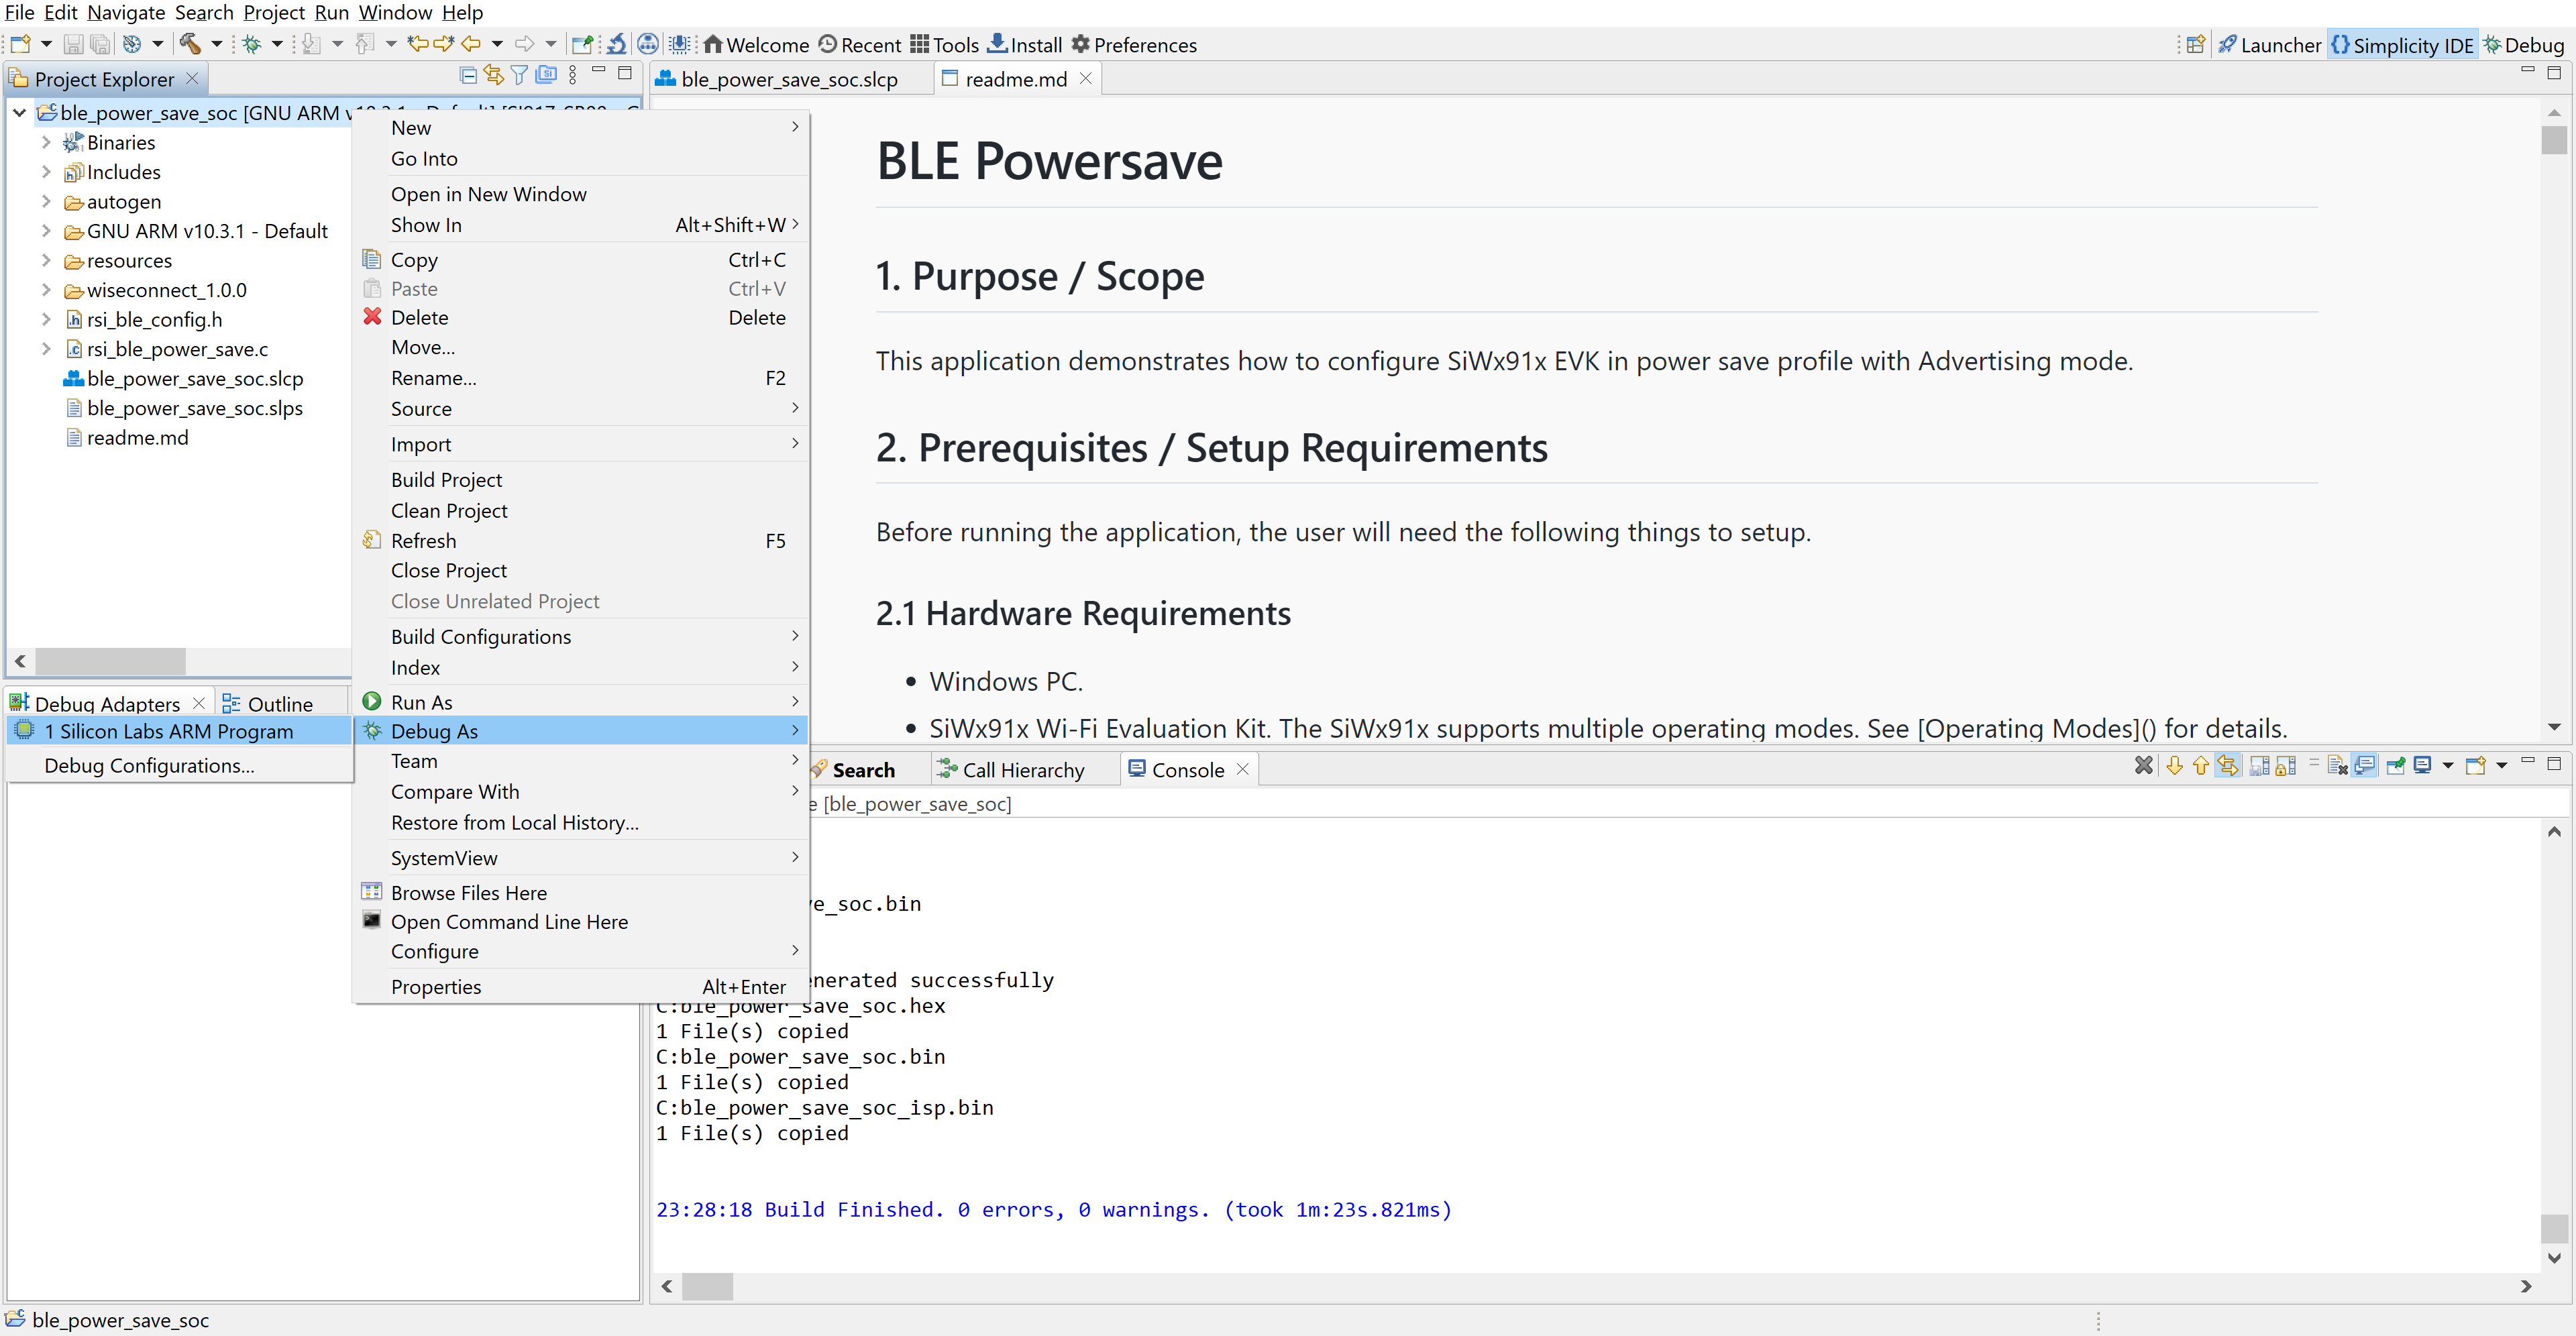 File Edit Navigate Search Project Run Window Help
Welcome Recent Tools Install Preferences
Launcher Simplicity IDE Debug
Project Explorer
ble_power_save_soc [GNU ARM v
Binaries
Includes
autogen
GNU ARM v10.3.1 - Default
resources
wiseconnect_1.0.0
rsi_ble_config.h
rsi_ble_power_save.c
ble_power_save_soc.slcp
ble_power_save_soc.slps
readme.md
Debug Adapters Outline
1 Silicon Labs ARM Program
Debug Configurations...
New
Go Into
Open in New Window
Show In Alt+Shift+W
Copy Ctrl+C
Paste Ctrl+V
Delete Delete
Move...
Rename... F2
Source
Import
Build Project
Clean Project
Refresh F5
Close Project
Close Unrelated Project
Build Configurations
Index
Run As
Debug As
Team
Compare With
Restore from Local History...
SystemView
Browse Files Here
Open Command Line Here
Configure
Properties Alt+Enter
ble_power_save_soc.slcp readme.md
BLE Powersave
1. Purpose / Scope
This application demonstrates how to configure SiWx91x EVK in power save profile with Advertising mode.
2. Prerequisites / Setup Requirements
Before running the application, the user will need the following things to setup.
2.1 Hardware Requirements
• Windows PC.
• SiWx91x Wi-Fi Evaluation Kit. The SiWx91x supports multiple operating modes. See [Operating Modes]() for details.
Search Call Hierarchy Console
e [ble_power_save_soc]
ve_soc.bin
enerated successfully
C:ble_power_save_soc.hex
1 File(s) copied
C:ble_power_save_soc.bin
1 File(s) copied
C:ble_power_save_soc_isp.bin
1 File(s) copied
23:28:18 Build Finished. 0 errors, 0 warnings. (took 1m:23s.821ms)
ble_power_save_soc